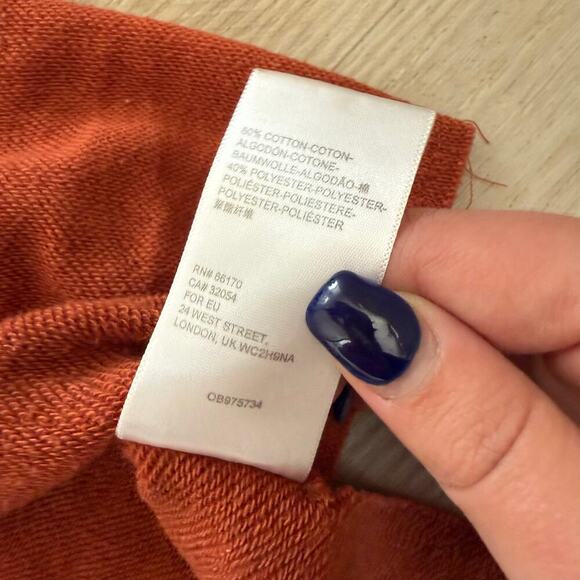 60% COTTON-COTON-
ALGODÓN-COTONE-
BAUMWOLLE-ALGODÃO-棉
40% POLYESTER-POLYESTER-
POLIÉSTER-POLIESTERE-
POLYESTER-POLIÉSTER
聚酯纤维
RN# 66170
CA# 32054
FOR EU
24 WEST STREET,
LONDON, UK WC2H9NA
OB975734